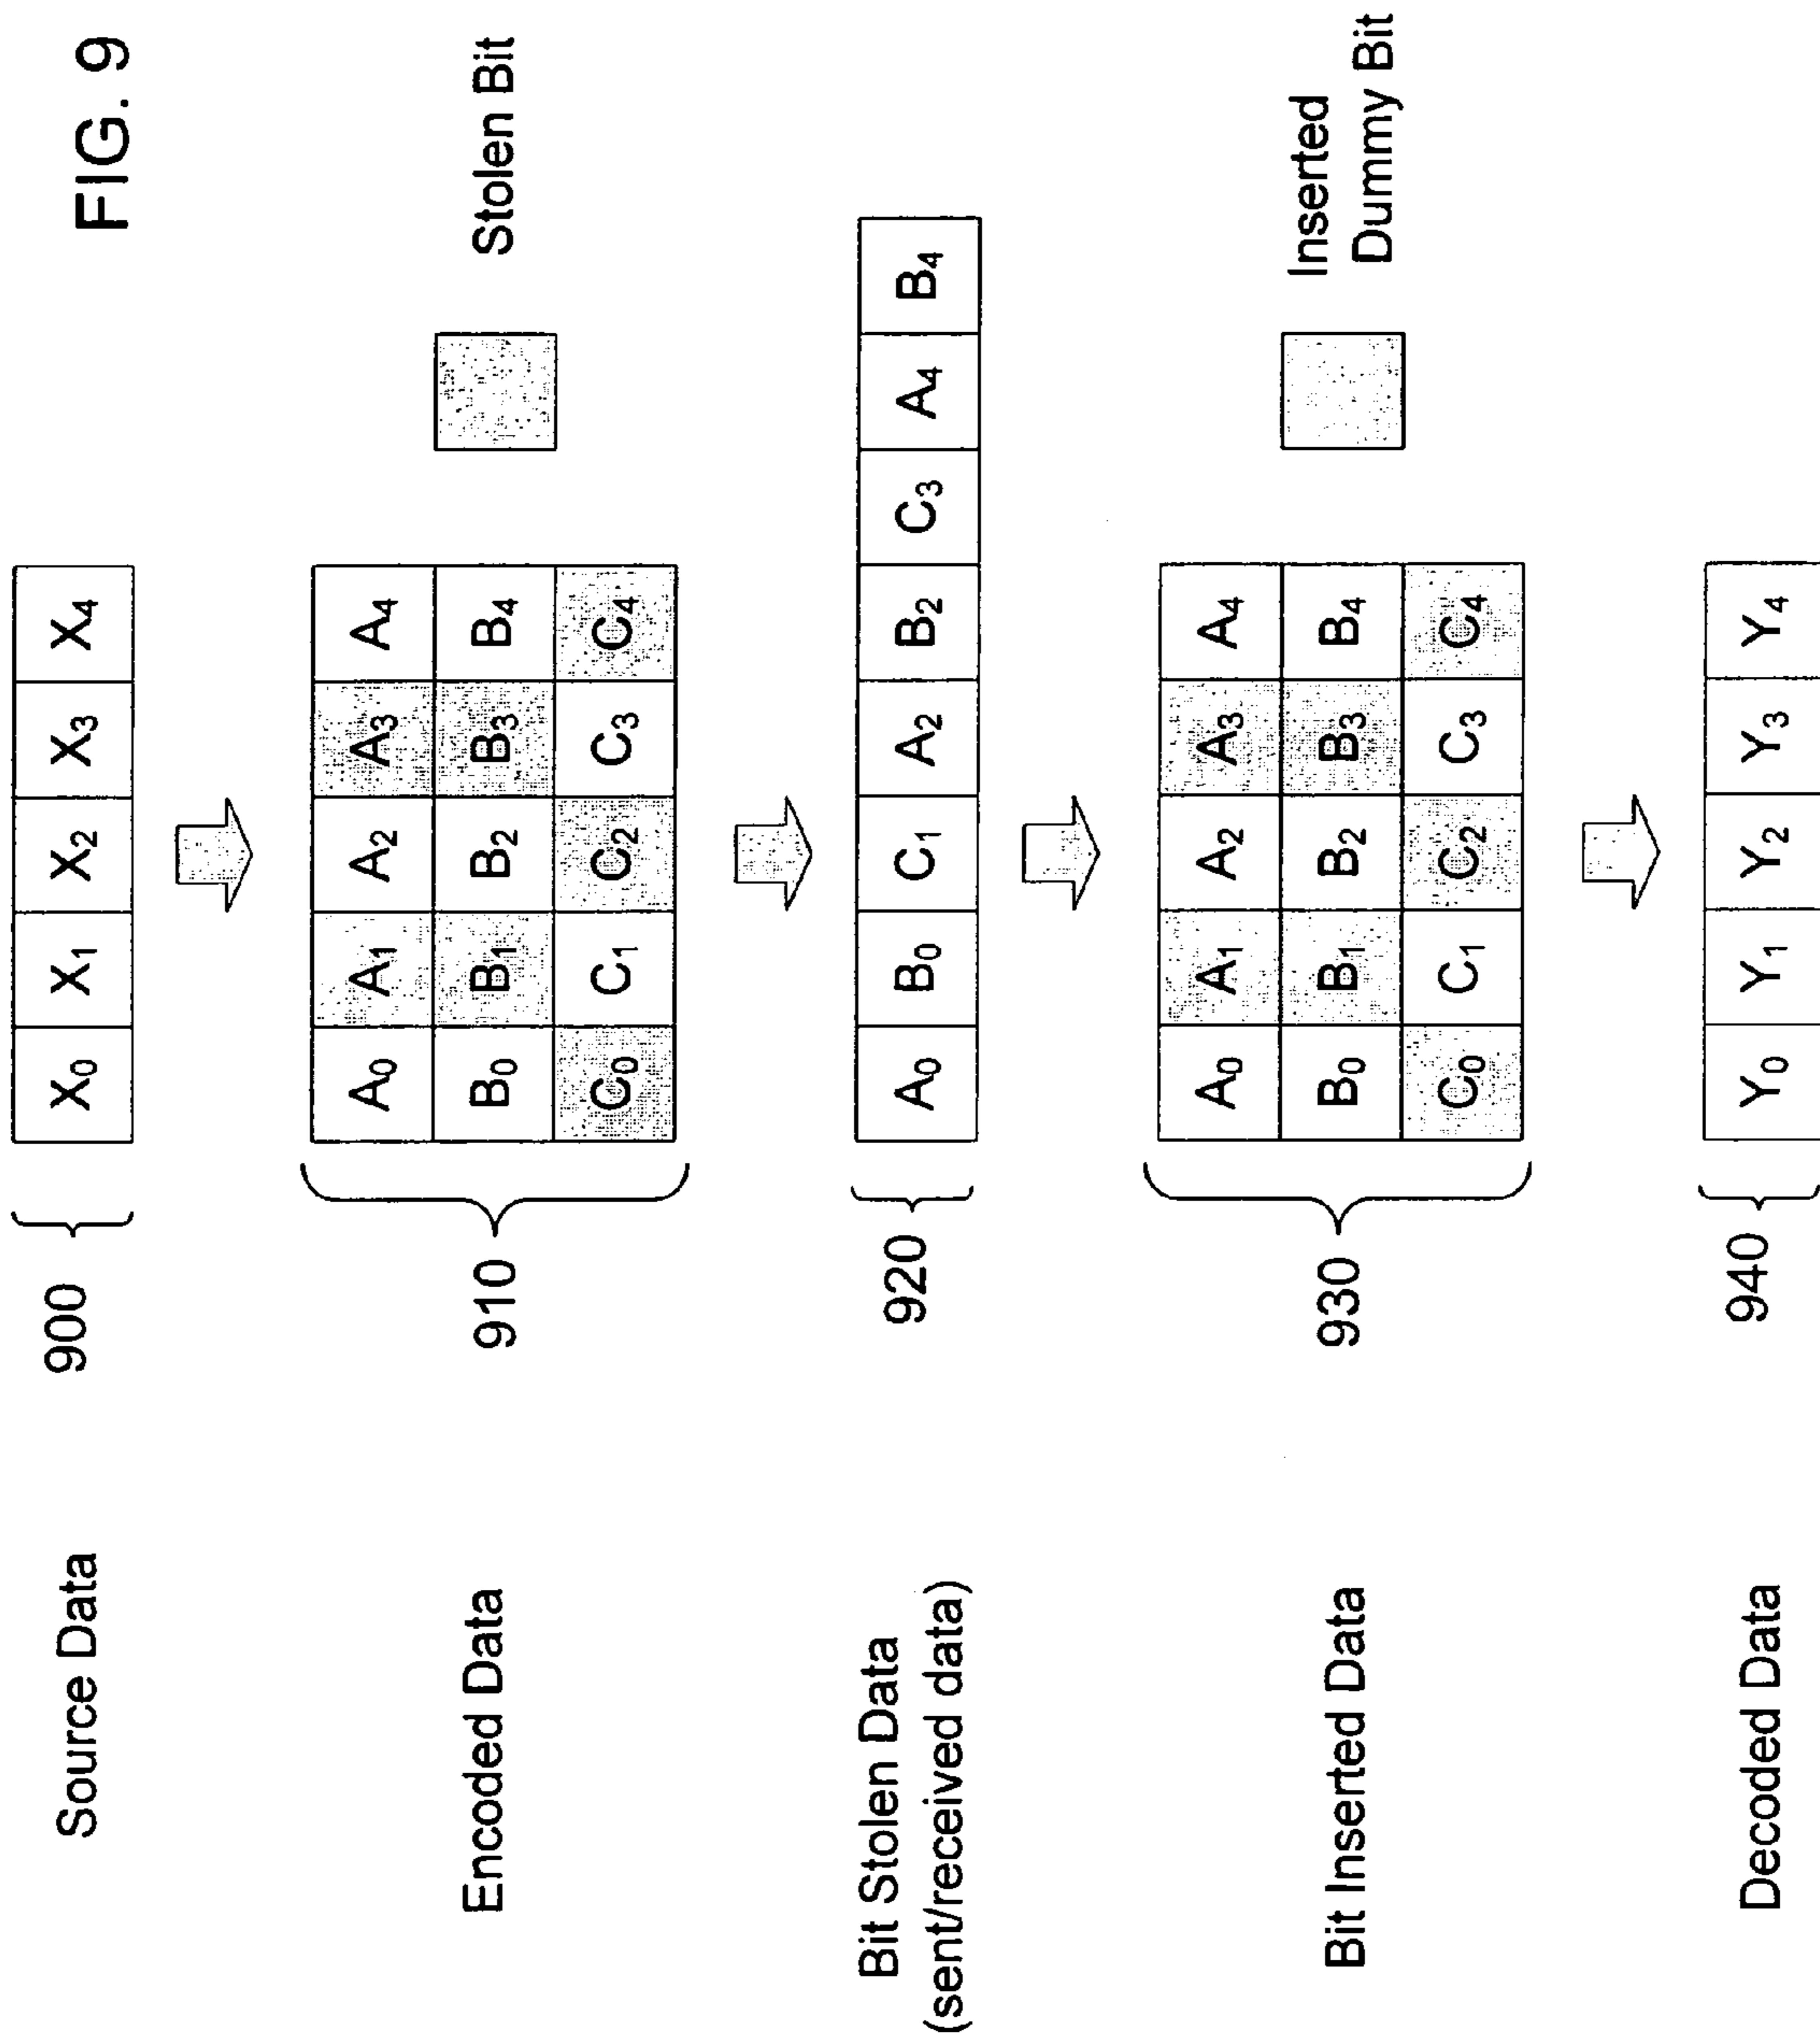 FIG. 9
Source Data 900 X0 X1 X2 X3 X4
Encoded Data 910
A0 A1 A2 A3 A4
B0 B1 B2 B3 B4
C0 C1 C2 C3 C4
Stolen Bit
Bit Stolen Data
(sent/received data)
920 A0 B0 C1 A2 B2 C3 A4 B4
Bit Inserted Data 930
A0 A1 A2 A3 A4
B0 B1 B2 B3 B4
C0 C1 C2 C3 C4
Inserted
Dummy Bit
Decoded Data 940 Y0 Y1 Y2 Y3 Y4